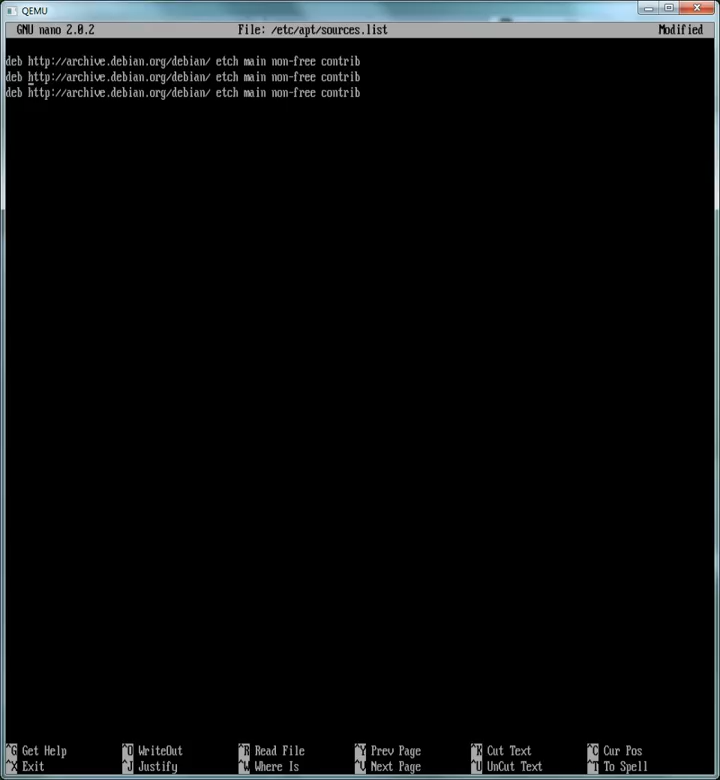 QEMU
GNU nano 2.0.2 File: /etc/apt/sources.list Modified
deb http://archive.debian.org/debian/ etch main non-free contrib
deb http://archive.debian.org/debian/ etch main non-free contrib
deb http://archive.debian.org/debian/ etch main non-free contrib
^G Get Help ^O WriteOut ^R Read File ^Y Prev Page ^K Cut Text ^C Cur Pos
^X Exit ^J Justify ^W Where Is ^V Next Page ^U UnCut Text ^T To Spell